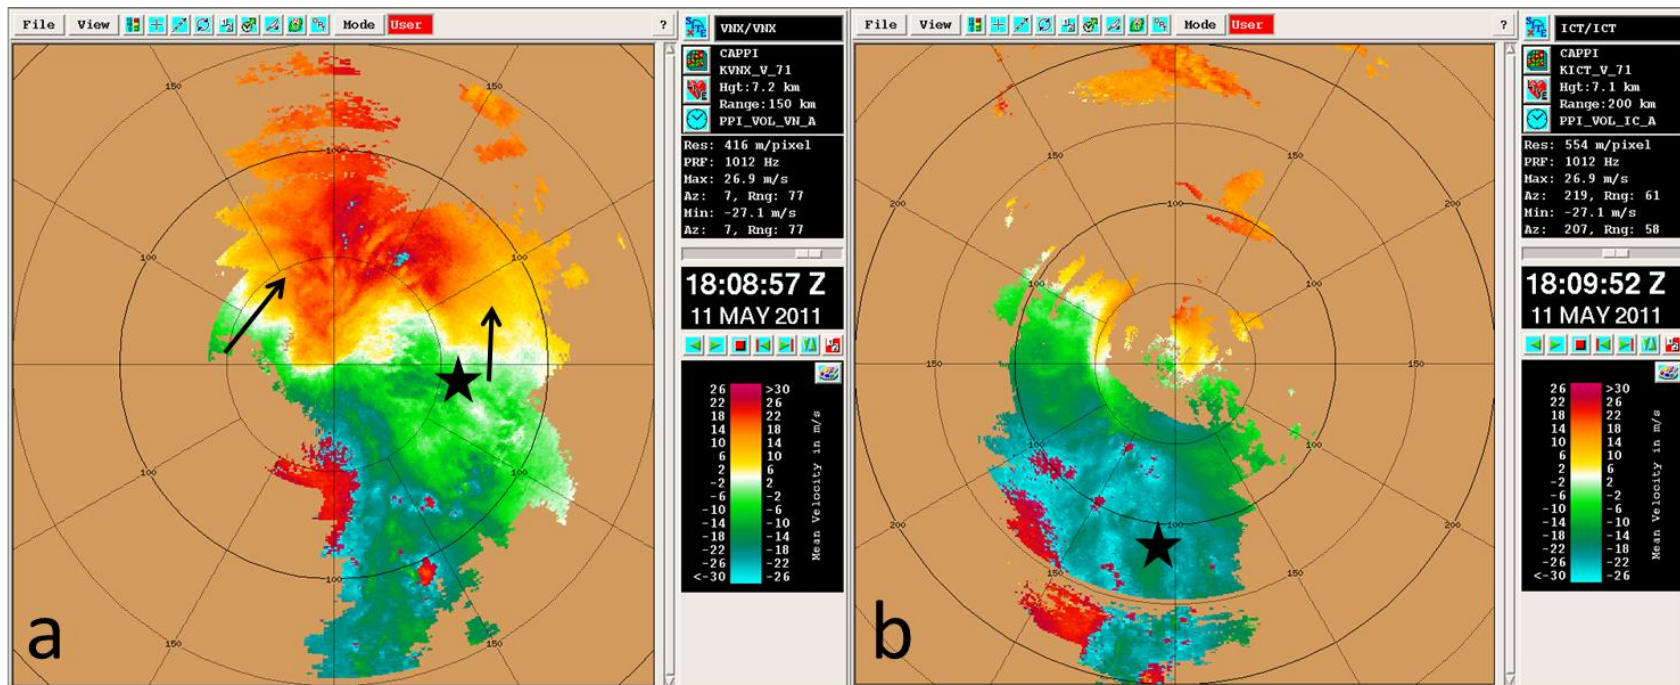 File View Mode User ?
VNX/VNX
CAPPI
KVNX_V_71
Hgt:7.2 km
Range:150 km
PPI_VOL_VN_A
Res: 416 m/pixel
PRF: 1012 Hz
Max: 26.9 m/s
Az: 7, Rng: 77
Min: -27.1 m/s
Az: 7, Rng: 77
18:08:57 Z
11 MAY 2011
26 >30
22 26
18 22
14 18
10 14
6 10
2 6
-2 2
-6 -2
-10 -6
-14 -10
-18 -14
-22 -18
-26 -22
<-30 -26
Mean Velocity in m/s
150 150
100
100 100
100 100
100 100
100
150 150
a
File View Mode User ?
ICT/ICT
CAPPI
KICT_V_71
Hgt:7.1 km
Range:200 km
PPI_VOL_IC_A
Res: 554 m/pixel
PRF: 1012 Hz
Max: 26.9 m/s
Az: 219, Rng: 61
Min: -27.1 m/s
Az: 207, Rng: 58
18:09:52 Z
11 MAY 2011
26 >30
22 26
18 22
14 18
10 14
6 10
2 6
-2 2
-6 -2
-10 -6
-14 -10
-18 -14
-22 -18
-26 -22
<-30 -26
Mean Velocity in m/s
150 150
200 100 200
100 100
150 150
100 100
200 100 200
150 150
b